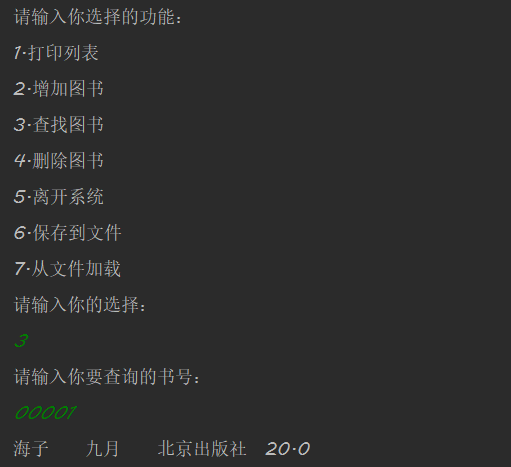 请输入你选择的功能：
1.打印列表
2.增加图书
3.查找图书
4.删除图书
5.离开系统
6.保存到文件
7.从文件加载
请输入你的选择：
3
请输入你要查询的书号：
00001
海子 九月 北京出版社 20.0